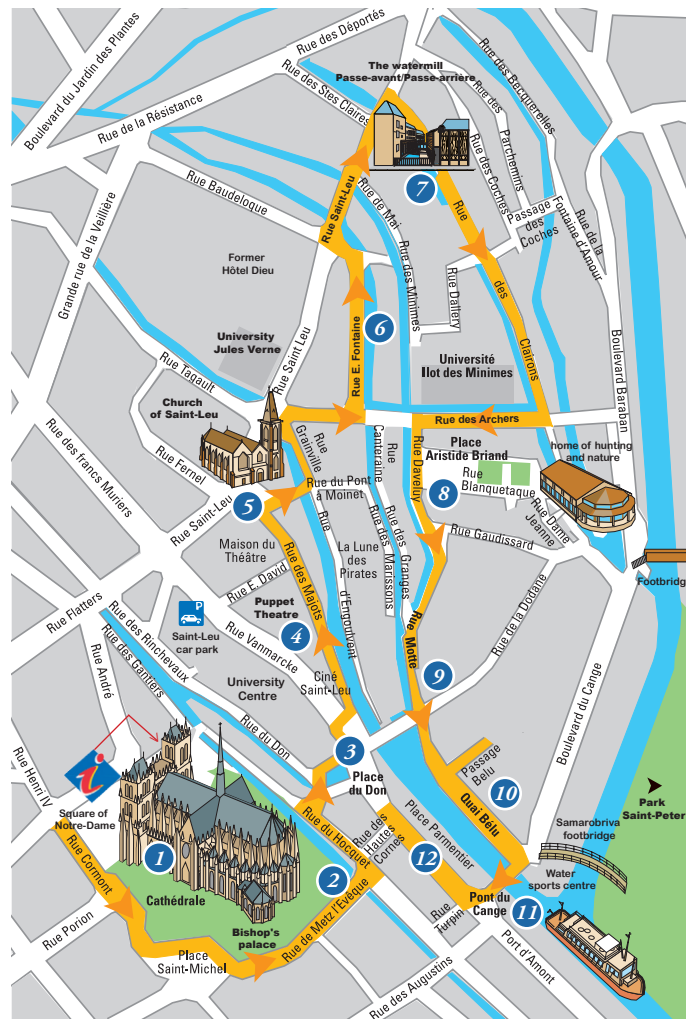 Boulevard du Jardin des Plantes
Rue des Déportés
Rue de la Résistance
Rue des Stes Claires
The watermill
Passe-avant/Passe-arrière
Rue des Becquerelles
Rue des Parchemins
Rue des Coches
7
Passage
des
Coches
Rue de la
Fontaine d'Amour
Rue Baudeloque
Rue Saint-Leu
Rue de Mai
Rue des Minimes
Rue Dallery
Rue
des
Clairons
Grande rue de la Veillière
Former
Hôtel Dieu
6
Rue E. Fontaine
University
Jules Verne
Rue Saint Leu
Université
Ilot des Minimes
Boulevard Baraban
Rue Tagault
Church
of Saint-Leu
Rue des Archers
Rue des francs Muriers
Rue Fernel
Rue
Grainville
Rue
Canteraine
Rue Daveluy
Place
Aristide Briand
home of hunting
and nature
Rue
Blanquetaque
8
Rue du Pont
à Moinet
Rue Saint-Leu
5
Rue Dame
Jeanne
Rue Gaudissard
Maison du
Théâtre
Rue
d'Engoulvent
La Lune
des
Pirates
Rue des Marissons
Rue des Granges
Footbridge
Rue E. David
Rue des Majots
Rue Flatters
P
Saint-Leu
car park
Puppet
Theatre
4
Rue Motte
Rue de la Dodane
Rue des Rinchevaux
Rue des Gantiers
Rue Vanmarcke
Rue André
University
Centre
Ciné
Saint-Leu
9
Boulevard du Cange
Rue du Don
3
Place
du Don
Passage
Belu
10
Quai Bélu
Park
Saint-Peter
Rue Henri IV
i
Square of
Notre-Dame
Rue du Hocquet
Rue des
Hautes
Cornes
Place Parmentier
Samarobriva
footbridge
Rue Cormont
1
2
12
Water
sports centre
Cathédrale
Bishop's
palace
Rue de Metz l'Evêque
Rue
Turpin
Pont du
Cange
11
Rue Porion
Place
Saint-Michel
Port d'Amont
Rue des Augustins